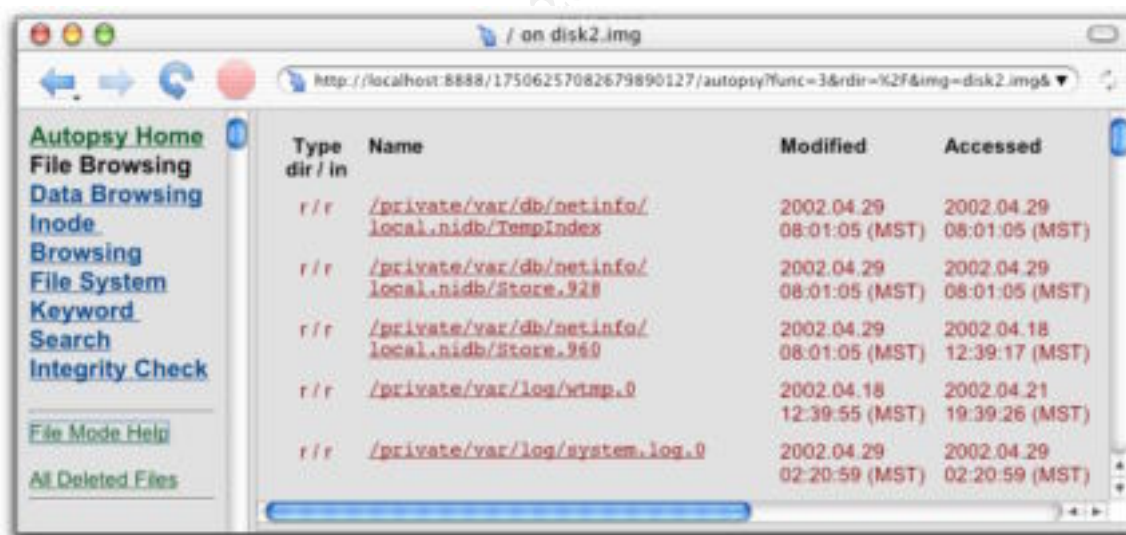 / on disk2.img
http://localhost:8888/17506257082679890127/autopsy?func=3&rdir=%2F&img=disk2.img&
Autopsy Home
File Browsing
Data Browsing
Inode
Browsing
File System
Keyword
Search
Integrity Check
File Mode Help
All Deleted Files
Type
dir / in
Name
Modified
Accessed
r / r
/private/var/db/netinfo/
local.nidb/TempIndex
2002.04.29
08:01:05 (MST)
2002.04.29
08:01:05 (MST)
r / r
/private/var/db/netinfo/
local.nidb/Store.928
2002.04.29
08:01:05 (MST)
2002.04.29
08:01:05 (MST)
r / r
/private/var/db/netinfo/
local.nidb/Store.960
2002.04.29
08:01:05 (MST)
2002.04.18
12:39:17 (MST)
r / r
/private/var/log/wtmp.0
2002.04.18
12:39:55 (MST)
2002.04.21
19:39:26 (MST)
r / r
/private/var/log/system.log.0
2002.04.29
02:20:59 (MST)
2002.04.29
02:20:59 (MST)